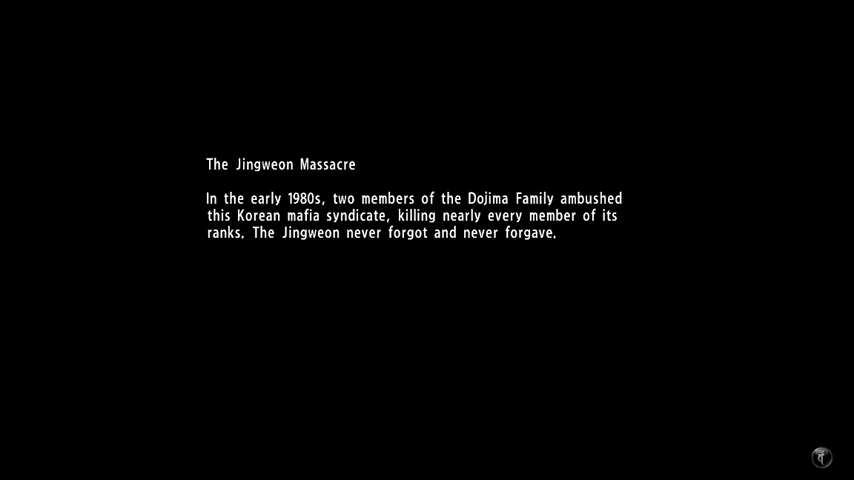 The Jingweon Massacre
In the early 1980s, two members of the Dojima Family ambushed
this Korean mafia syndicate, killing nearly every member of its
ranks. The Jingweon never forgot and never forgave.